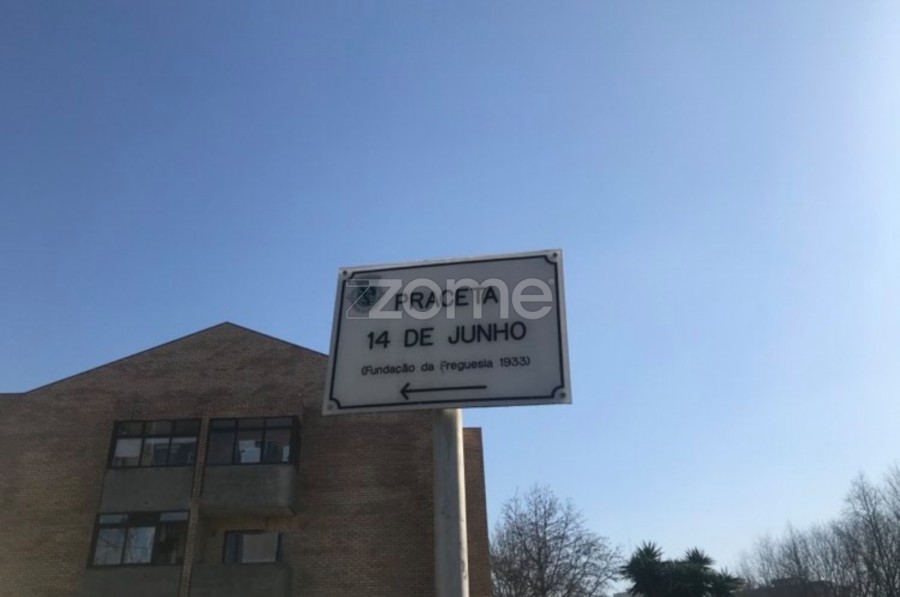 zome
PRACETA
14 DE JUNHO
(Fundação da Freguesia 1933)